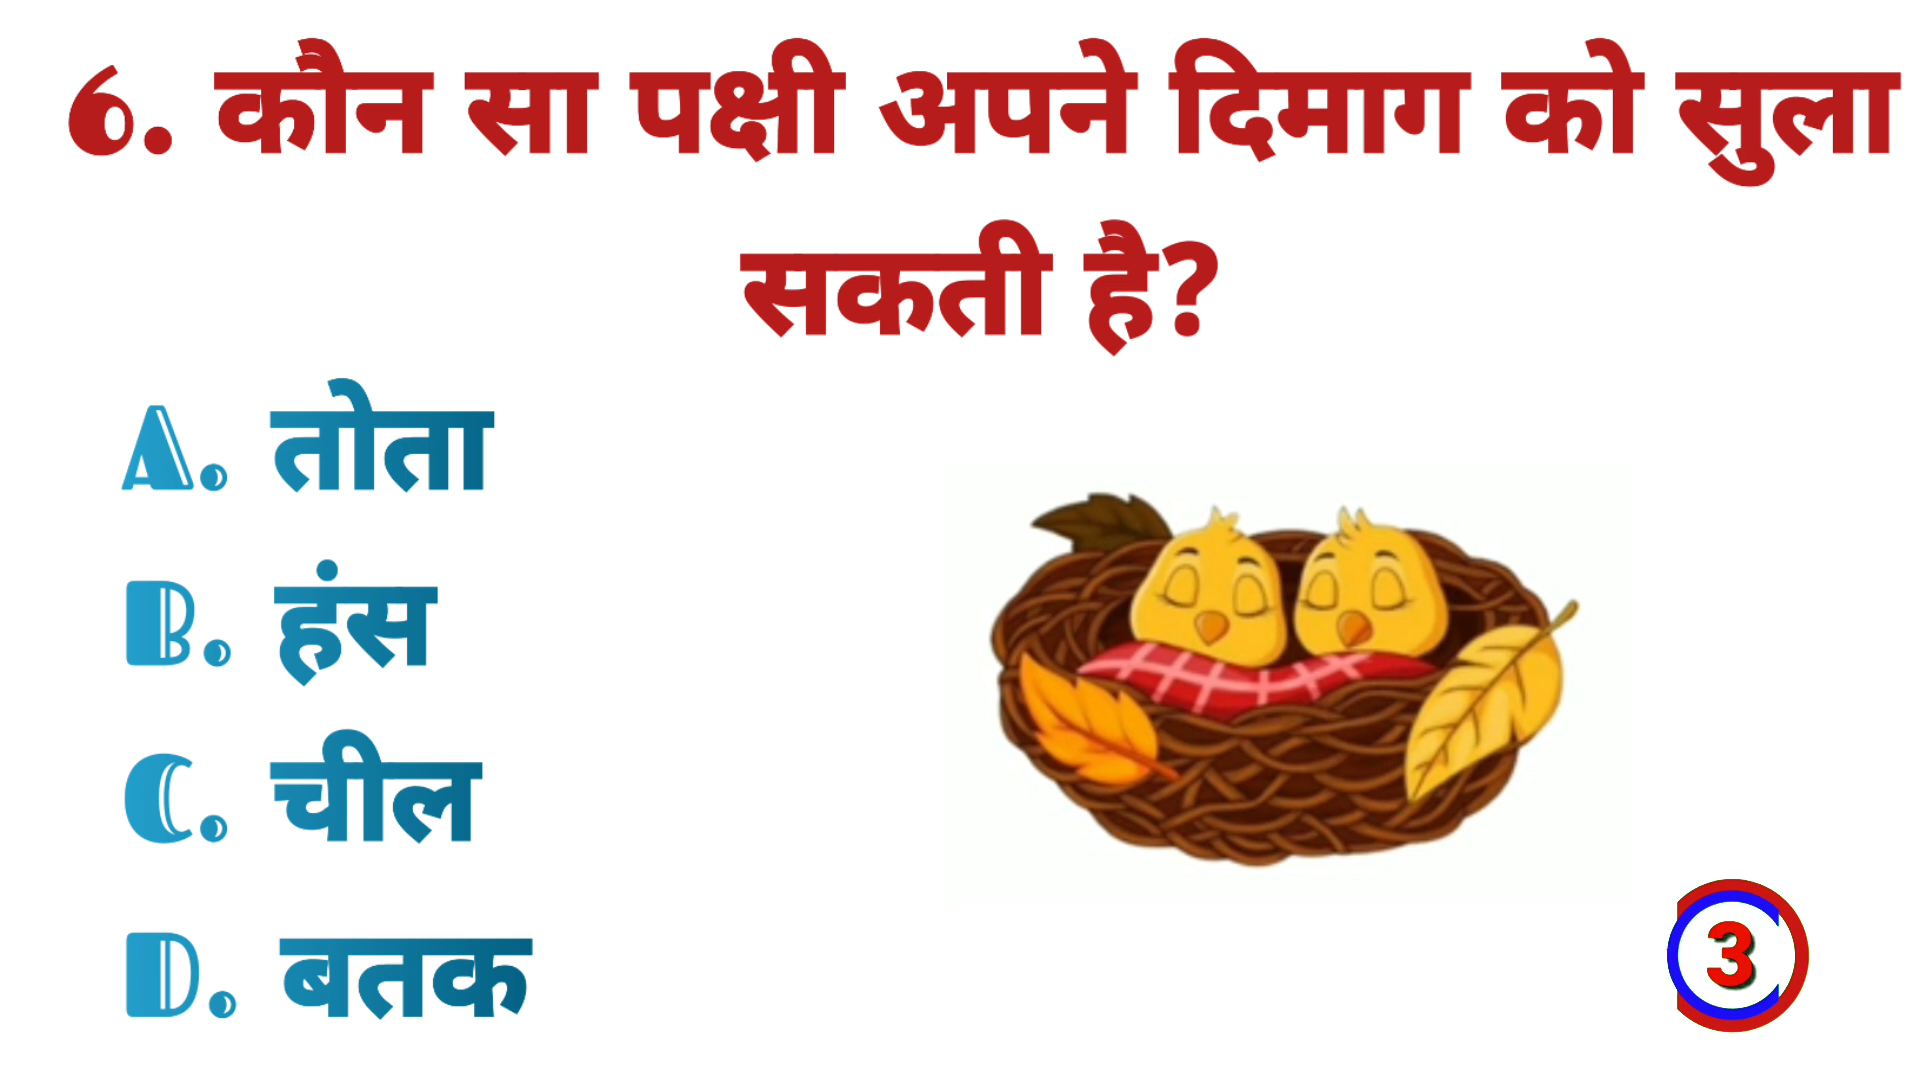 6. कौन सा पक्षी अपने दिमाग को सुला
सकती है?
A. तोता
B. हंस
C. चील
D. बतक
3